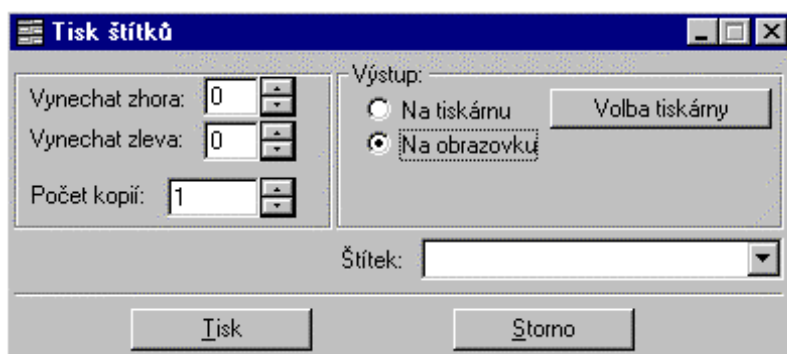 Tisk štítků
Vynechat zhora: 0
Vynechat zleva: 0
Počet kopií: 1
Výstup:
Na tiskárnu
Na obrazovku
Volba tiskárny
Štítek:
Tisk
Storno